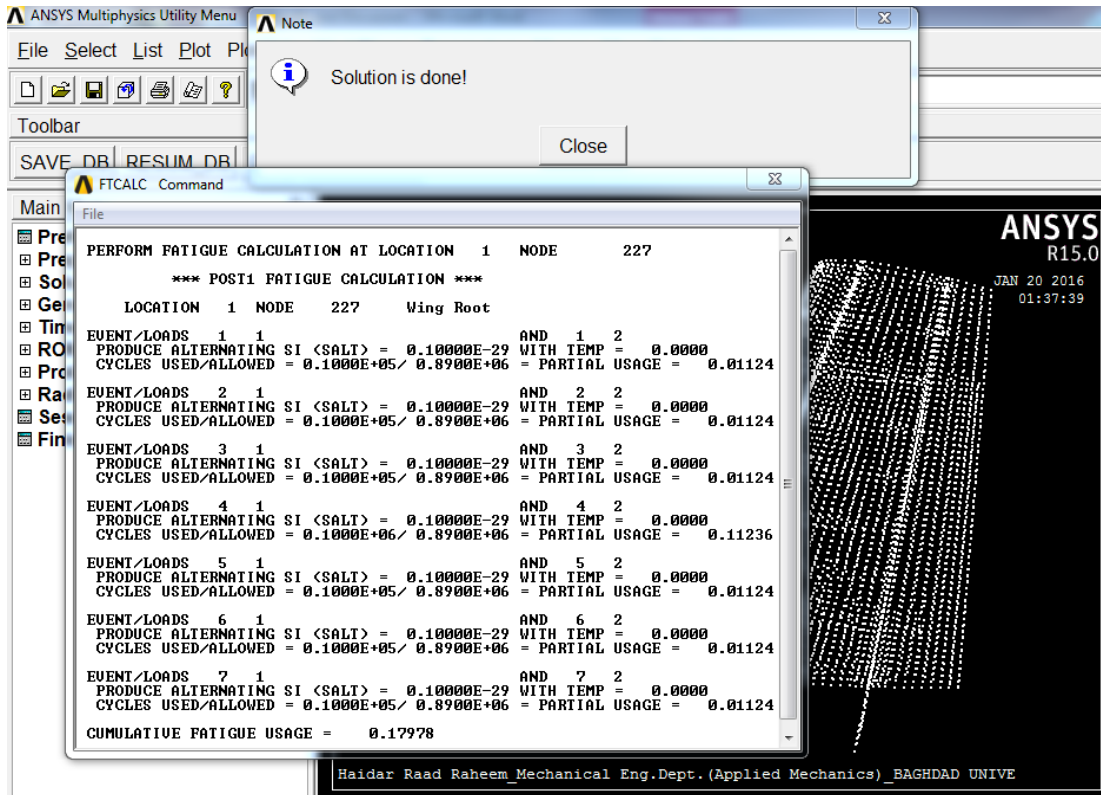 ANSYS Multiphysics Utility Menu
Note
File Select List Plot
Solution is done!
Close
Toolbar
SAVE_DB RESUM_DB
FTCALC Command
Main
File
ANSYS
R15.0
JAN 20 2016
01:37:39
PERFORM FATIGUE CALCULATION AT LOCATION 1 NODE 227
*** POST1 FATIGUE CALCULATION ***
LOCATION 1 NODE 227 Wing Root
EVENT/LOADS 1 1 AND 1 2
PRODUCE ALTERNATING SI (SALT) = 0.10000E-29 WITH TEMP = 0.0000
CYCLES USED/ALLOWED = 0.1000E+05/ 0.8900E+06 = PARTIAL USAGE = 0.01124
EVENT/LOADS 2 1 AND 2 2
PRODUCE ALTERNATING SI (SALT) = 0.10000E-29 WITH TEMP = 0.0000
CYCLES USED/ALLOWED = 0.1000E+05/ 0.8900E+06 = PARTIAL USAGE = 0.01124
EVENT/LOADS 3 1 AND 3 2
PRODUCE ALTERNATING SI (SALT) = 0.10000E-29 WITH TEMP = 0.0000
CYCLES USED/ALLOWED = 0.1000E+05/ 0.8900E+06 = PARTIAL USAGE = 0.01124
EVENT/LOADS 4 1 AND 4 2
PRODUCE ALTERNATING SI (SALT) = 0.10000E-29 WITH TEMP = 0.0000
CYCLES USED/ALLOWED = 0.1000E+06/ 0.8900E+06 = PARTIAL USAGE = 0.11236
EVENT/LOADS 5 1 AND 5 2
PRODUCE ALTERNATING SI (SALT) = 0.10000E-29 WITH TEMP = 0.0000
CYCLES USED/ALLOWED = 0.1000E+05/ 0.8900E+06 = PARTIAL USAGE = 0.01124
EVENT/LOADS 6 1 AND 6 2
PRODUCE ALTERNATING SI (SALT) = 0.10000E-29 WITH TEMP = 0.0000
CYCLES USED/ALLOWED = 0.1000E+05/ 0.8900E+06 = PARTIAL USAGE = 0.01124
EVENT/LOADS 7 1 AND 7 2
PRODUCE ALTERNATING SI (SALT) = 0.10000E-29 WITH TEMP = 0.0000
CYCLES USED/ALLOWED = 0.1000E+05/ 0.8900E+06 = PARTIAL USAGE = 0.01124
CUMULATIVE FATIGUE USAGE = 0.17978
Haidar Raad Raheem_Mechanical Eng.Dept.(Applied Mechanics)_BAGHDAD UNIVE